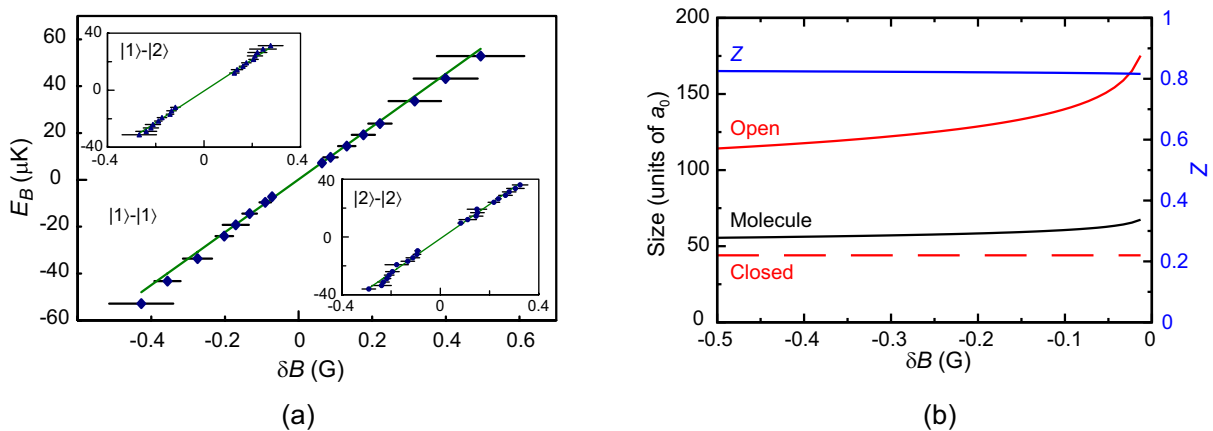 60
40
20
0
-20
-40
-60
E_B (μK)
-0.4 -0.2 0 0.2 0.4 0.6
δB (G)
|1⟩-|1⟩
|1⟩-|2⟩
40
0
-40
-0.4 0 0.4
|2⟩-|2⟩
40
0
-40
-0.4 0 0.4
(a)
200
150
100
50
0
Size (units of a₀)
-0.5 -0.4 -0.3 -0.2 -0.1 0
δB (G)
Z
Open
Molecule
Closed
1
0.8
0.6
0.4
0.2
0
Z
(b)